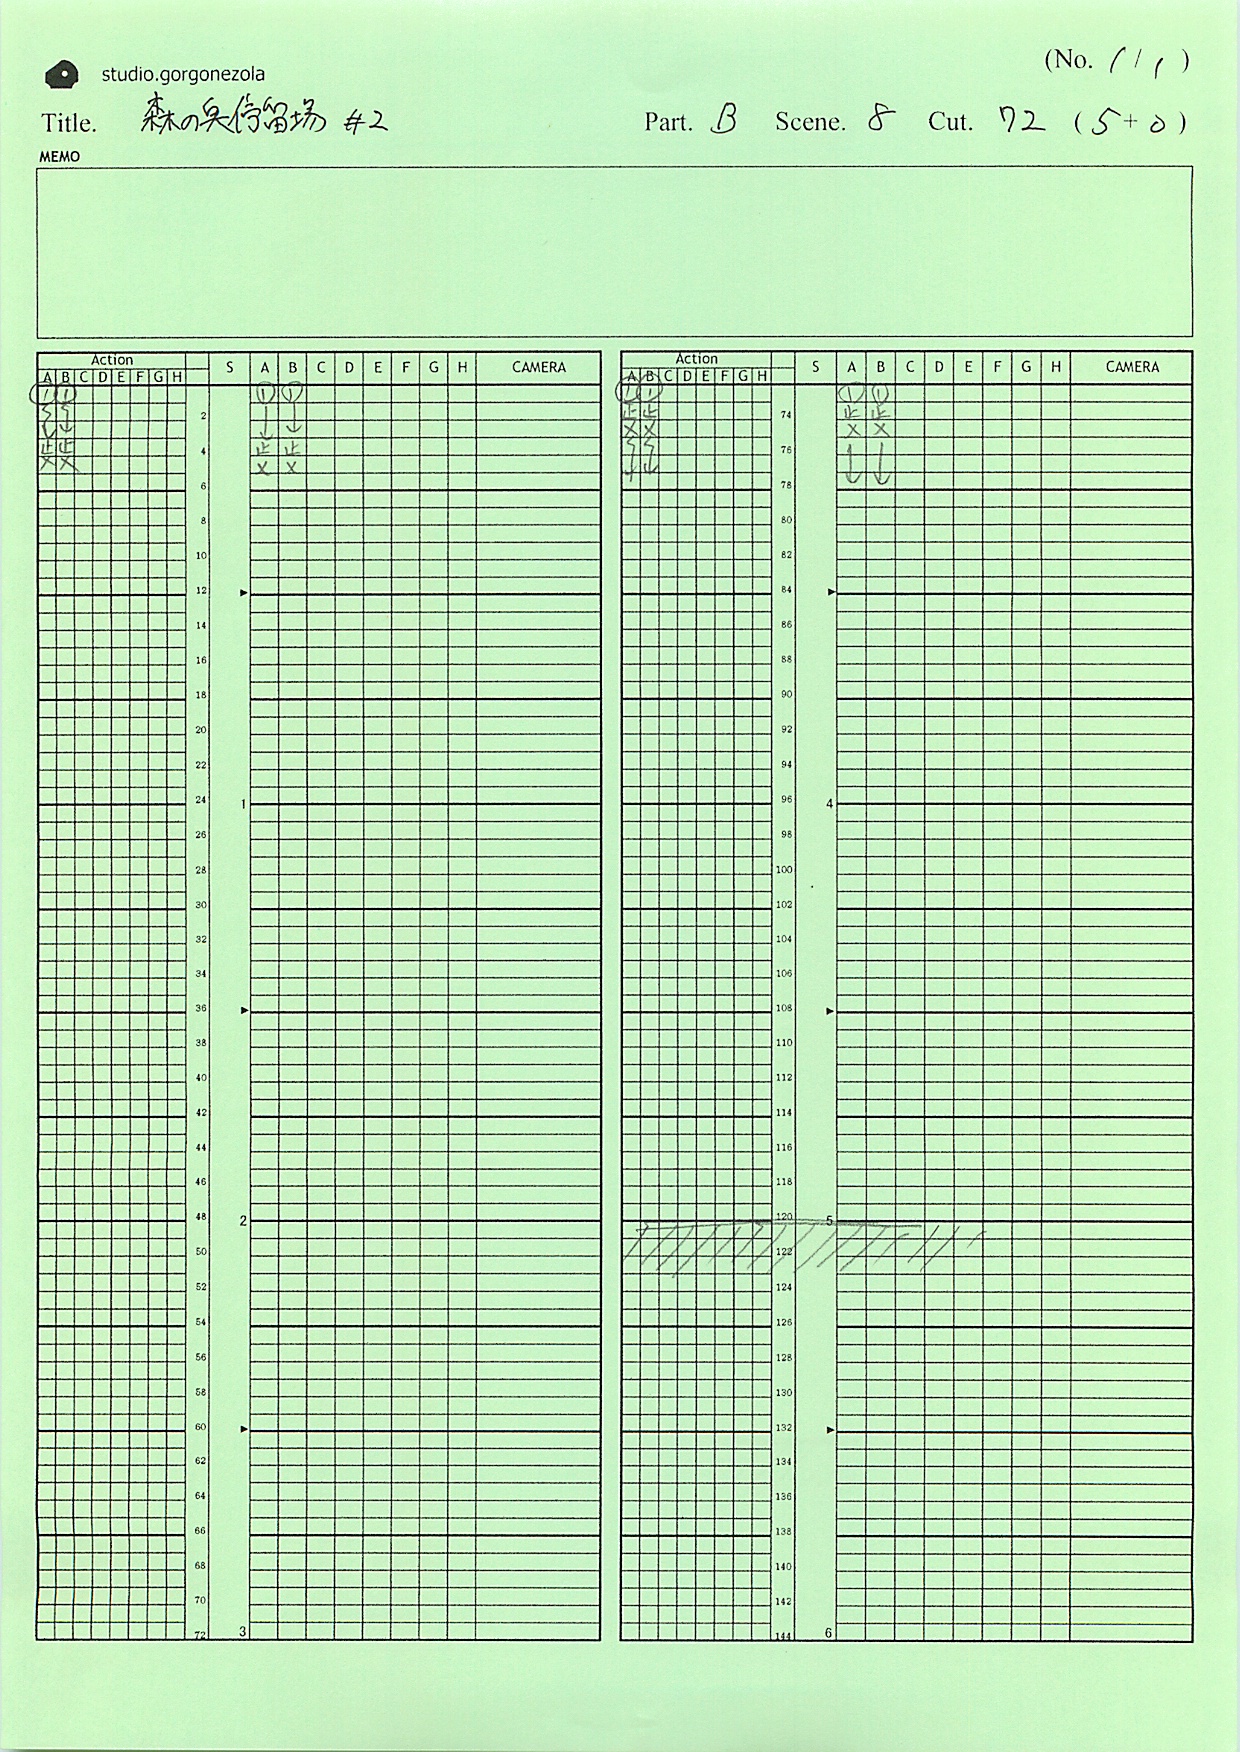 (No. 1/1)
studio.gorgonezola
Title. 森の奥停留場 #2 Part. B Scene. 8 Cut. 72 (5+0)
MEMO
Action S A B C D E F G H CAMERA Action S A B C D E F G H CAMERA
A B C D E F G H A B C D E F G H
① ① ① ① ① ① ① ①
2 74 止 止 止 止
× × × ×
止 止 4 止 止 76
× × × ×
6 78
8 80
10 82
12 84
14 86
16 88
18 90
20 92
22 94
24 1 96 4
26 98
28 100
30 102
32 104
34 106
36 108
38 110
40 112
42 114
44 116
46 118
48 2 120 5
50 122
52 124
54 126
56 128
58 130
60 132
62 134
64 136
66 138
68 140
70 142
72 3 144 6